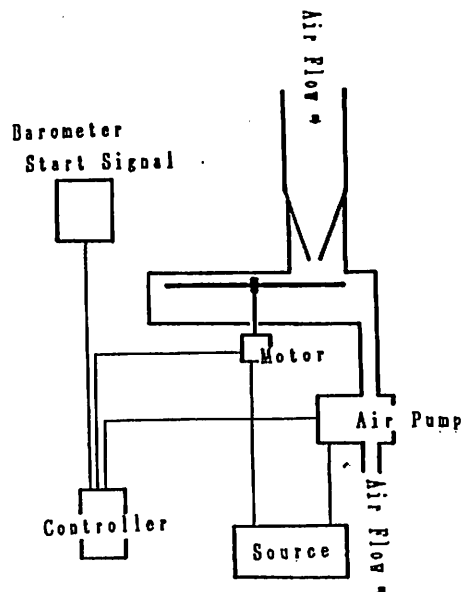 Air Flow
Barometer
Start Signal
Motor
Air Pump
Controller
Source
Air Flow